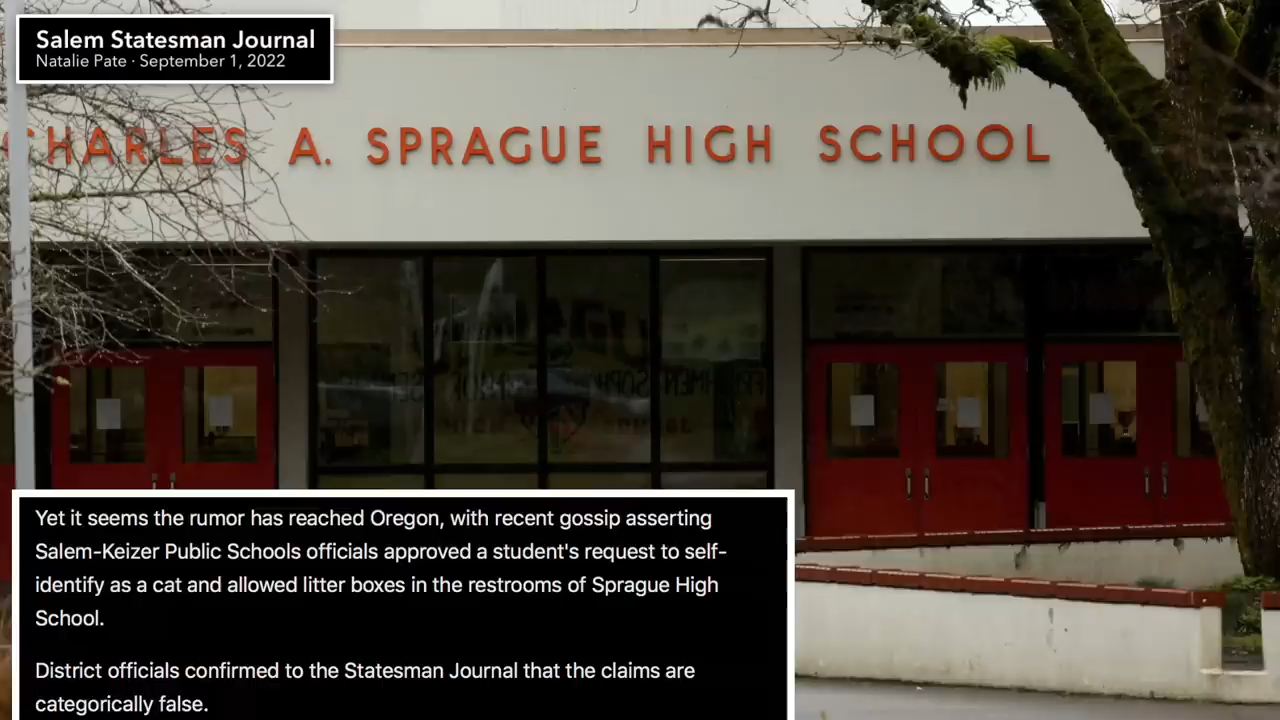 Salem Statesman Journal
Natalie Pate · September 1, 2022
CHARLES A. SPRAGUE HIGH SCHOOL
Yet it seems the rumor has reached Oregon, with recent gossip asserting
Salem-Keizer Public Schools officials approved a student's request to self-
identify as a cat and allowed litter boxes in the restrooms of Sprague High
School.
District officials confirmed to the Statesman Journal that the claims are
categorically false.